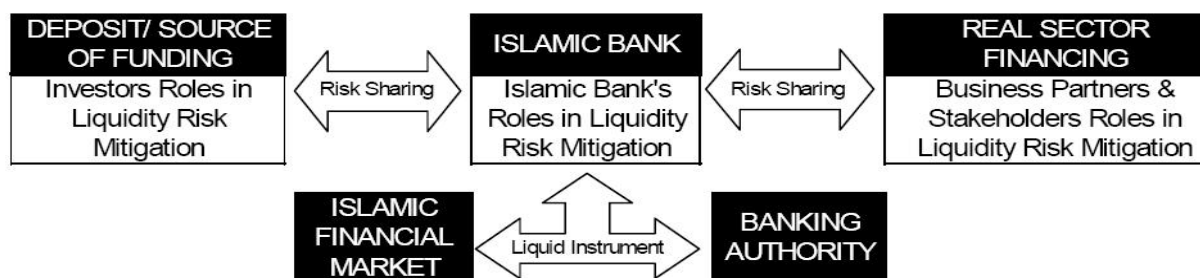 DEPOSIT/ SOURCE
OF FUNDING
Investors Roles in
Liquidity Risk
Mitigation
Risk Sharing
ISLAMIC BANK
Islamic Bank's
Roles in Liquidity
Risk Mitigation
Risk Sharing
REAL SECTOR
FINANCING
Business Partners &
Stakeholders Roles in
Liquidity Risk Mitigation
ISLAMIC
FINANCIAL
MARKET
Liquid Instrument
BANKING
AUTHORITY